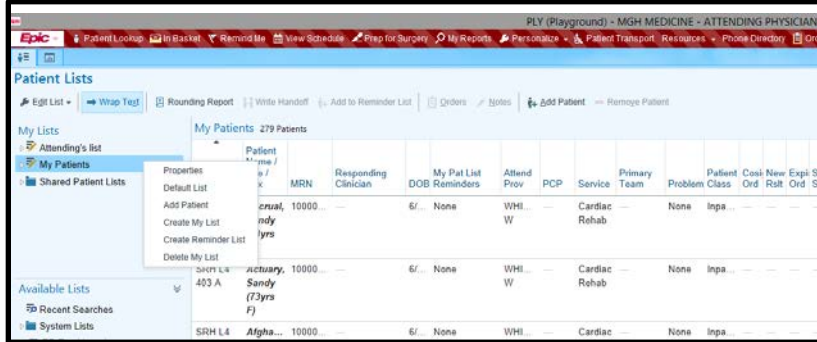 PLY (Playground) - MGH MEDICINE - ATTENDING PHYSICIAN
Epic Patient Lookup In Basket Remind Me View Schedule Prep for Surgery My Reports Personalize Patient Transport Resources Phone Directory
Patient Lists
Edit List Wrap Text Rounding Report Write Handoff Add to Reminder List Orders Notes Add Patient Remove Patient
My Lists
Attending's list
My Patients
Shared Patient Lists
Available Lists
Recent Searches
System Lists
Properties
Default List
Add Patient
Create My List
Create Reminder List
Delete My List
My Patients 279 Patients
Patient
MRN Responding Clinician DOB My Pat List Reminders Attend Prov PCP Service Primary Team Problem Patient Class Cosi Ord New Rslt Expi Ord
10000... — 6/... None WHI... W — Cardiac Rehab — None Inpa... —
SRH L4 403 A Actuary, Sandy (73yrs F) 10000... — 6/... None WHI... W — Cardiac Rehab — None Inpa... —
SRH L4 Afgha... 10000... — 6/... None WHI... — Cardiac — None Inpa... —